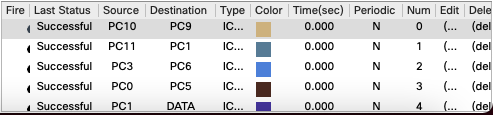 Fire Last Status Source Destination Type Color Time(sec) Periodic Num Edit Dele
Successful PC10 PC9 IC... 0.000 N 0 (... (del
Successful PC11 PC1 IC... 0.000 N 1 (... (del
Successful PC3 PC6 IC... 0.000 N 2 (... (del
Successful PC0 PC5 IC... 0.000 N 3 (... (del
Successful PC1 DATA IC... 0.000 N 4 (... (del